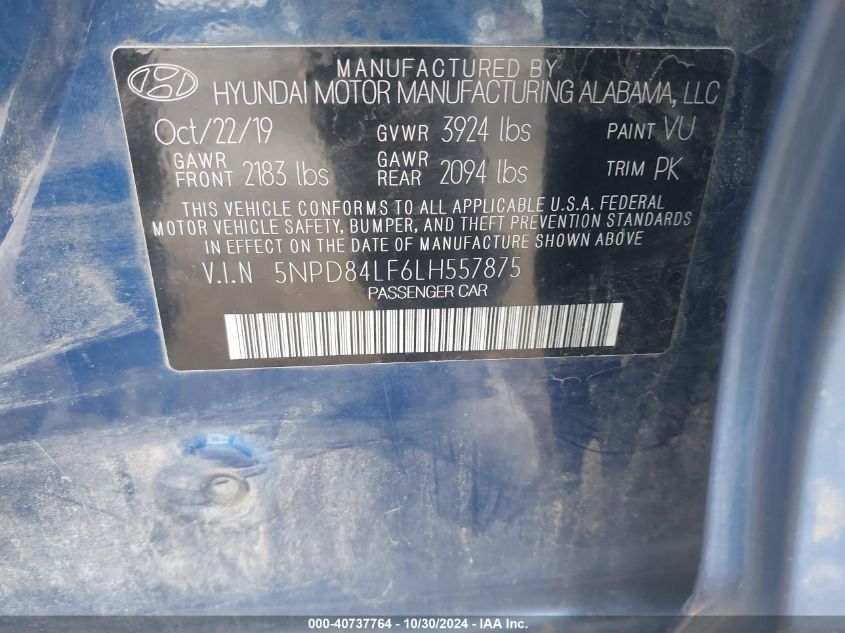 MANUFACTURED BY
HYUNDAI MOTOR MANUFACTURING ALABAMA, LLC
Oct/22/19 GVWR 3924 lbs PAINT VU
GAWR FRONT 2183 lbs GAWR REAR 2094 lbs TRIM PK
THIS VEHICLE CONFORMS TO ALL APPLICABLE U.S.A. FEDERAL
MOTOR VEHICLE SAFETY, BUMPER, AND THEFT PREVENTION STANDARDS
IN EFFECT ON THE DATE OF MANUFACTURE SHOWN ABOVE
V.I.N 5NPD84LF6LH557875
PASSENGER CAR
000-40737764 - 10/30/2024 - IAA Inc.